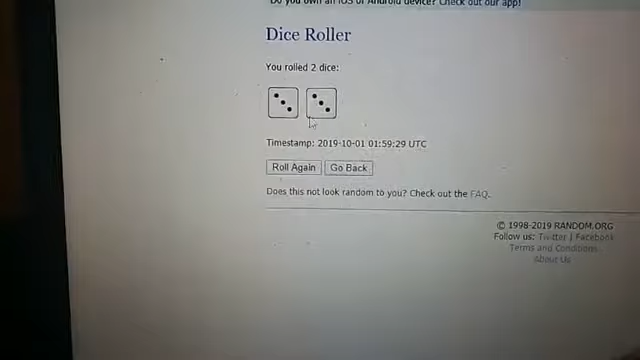 Do you own an iOS or Android device? Check out our app!
Dice Roller
You rolled 2 dice:
Timestamp: 2019-10-01 01:59:29 UTC
Roll Again Go Back
Does this not look random to you? Check out the FAQ.
© 1998-2019 RANDOM.ORG
Follow us: Twitter | Facebook
Terms and Conditions
About Us